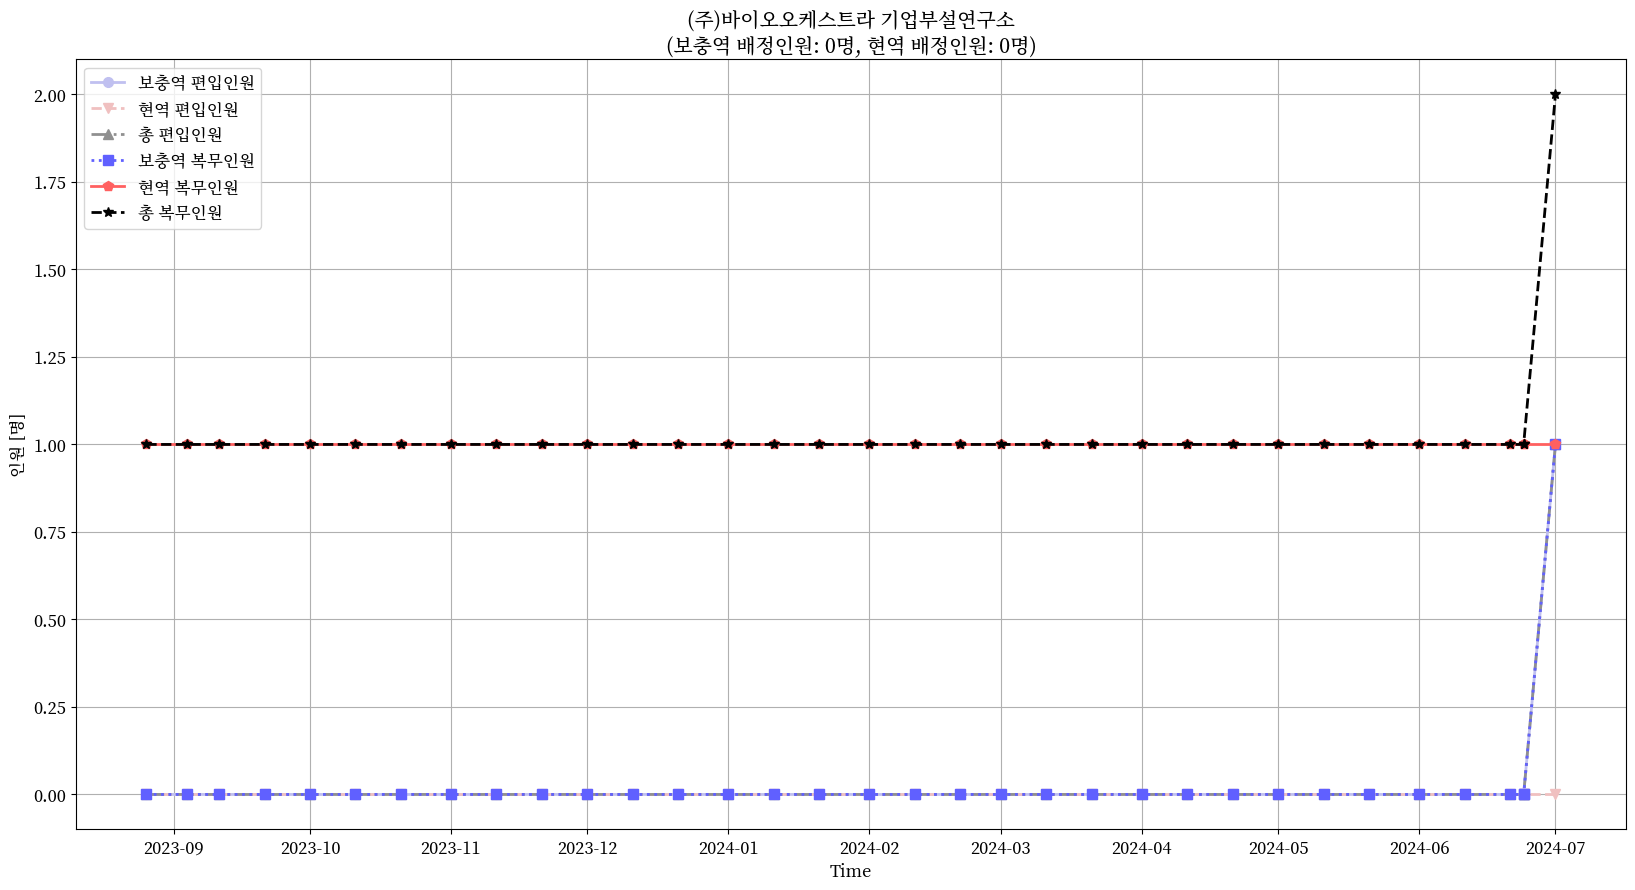 (주)바이오오케스트라 기업부설연구소
(보충역 배정인원: 0명, 현역 배정인원: 0명)
보충역 편입인원
현역 편입인원
총 편입인원
보충역 복무인원
현역 복무인원
총 복무인원
2.00
1.75
1.50
1.25
1.00
0.75
0.50
0.25
0.00
인원 [명]
2023-09 2023-10 2023-11 2023-12 2024-01 2024-02 2024-03 2024-04 2024-05 2024-06 2024-07
Time